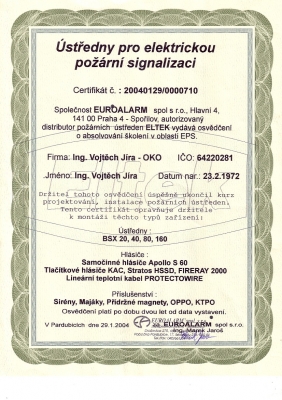 Ústředny pro elektrickou
požární signalizaci
Certifikát č. : 20040129/0000710
Společnost EUROALARM spol s r.o., Hlavní 4,
141 00 Praha 4 - Spořilov, autorizovaný
distributor požárních ústředen ELTEK vydává osvědčení
o absolvování školení v oblasti EPS.
Firma: Ing. Vojtěch Jíra - OKO IČO: 64220281
Jméno: Ing. Vojtěch Jíra Datum nar.: 23.2.1972
Držitel tohoto osvědčení úspěšně ukončil kurz
projektování, instalace požárních ústředen.
Tento certifikát opravňuje držitele
k montáži těchto typů zařízení:
Ústředny :
BSX 20, 40, 80, 160
Hlásiče :
Samočinné hlásiče Apollo S 60
Tlačítkové hlásiče KAC, Stratos HSSD, FIRERAY 2000
Lineární teplotní kabel PROTECTOWIRE
Příslušenství :
Sirény, Majáky, Přídržné magnety, OPPO, KTPO
Osvědčení platí po dobu dvou let od data vystavení.
V Pardubicích dne 29.1.2004
EUROALARM spol s r.o.
Ing. Marek Jaroš